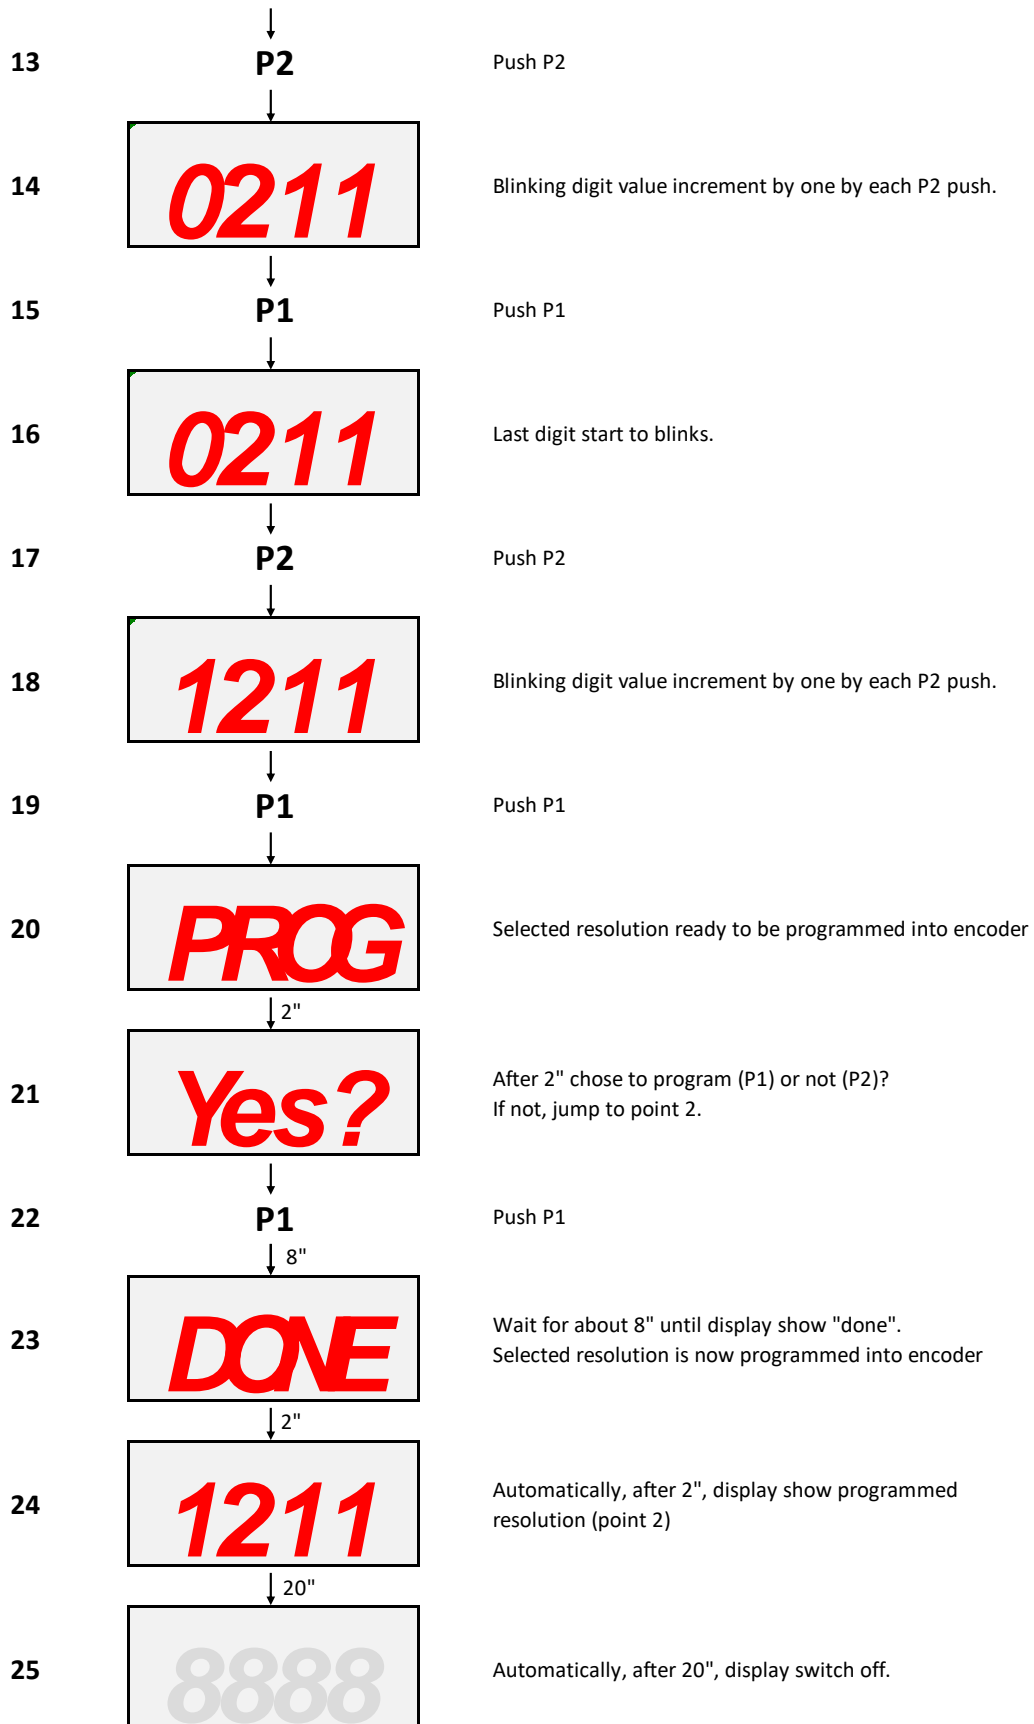 13 P2 Push P2
14 0211 Blinking digit value increment by one by each P2 push.
15 P1 Push P1
16 0211 Last digit start to blinks.
17 P2 Push P2
18 1211 Blinking digit value increment by one by each P2 push.
19 P1 Push P1
20 PROG Selected resolution ready to be programmed into encoder
2"
21 Yes? After 2" chose to program (P1) or not (P2)?
If not, jump to point 2.
22 P1 Push P1
8"
23 DONE Wait for about 8" until display show "done".
Selected resolution is now programmed into encoder
2"
24 1211 Automatically, after 2", display show programmed
resolution (point 2)
20"
25 8888 Automatically, after 20", display switch off.